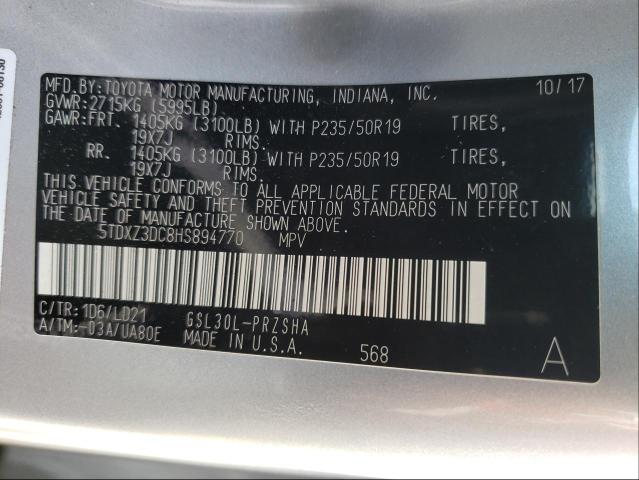 MFD.BY:TOYOTA MOTOR MANUFACTURING, INDIANA, INC. 10/17
GVWR:2715KG (5995LB)
GAWR:FRT. 1405KG (3100LB) WITH P235/50R19 TIRES,
19X7J RIMS.
RR. 1405KG (3100LB) WITH P235/50R19 TIRES,
19X7J RIMS.
THIS VEHICLE CONFORMS TO ALL APPLICABLE FEDERAL MOTOR
VEHICLE SAFETY AND THEFT PREVENTION STANDARDS IN EFFECT ON
THE DATE OF MANUFACTURE SHOWN ABOVE.
5TDXZ3DC8HS894770 MPV
C/TR:1D6/LD21 GSL30L-PRZSHA
A/TM:-03A/UA80E MADE IN U.S.A. 568 A